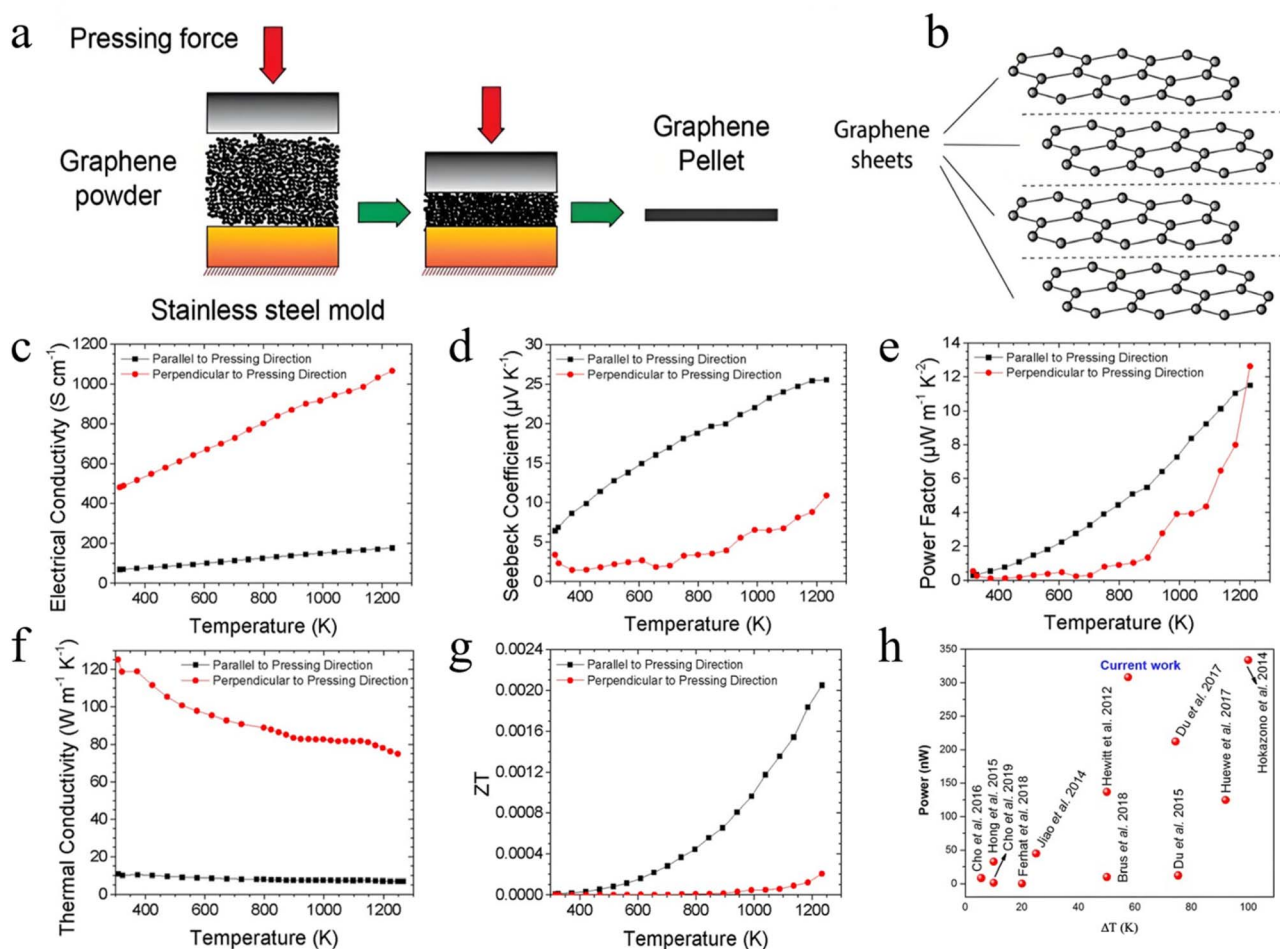 a
Pressing force
Graphene
powder
Graphene
Pellet
Stainless steel mold
b
Graphene
sheets
c
Electrical Conductivty (S cm⁻¹)
1200
1000
800
600
400
200
0
Parallel to Pressing Direction
Perpendicular to Pressing Direction
400 600 800 1000 1200
Temperature (K)
d
Seebeck Coefficient (µV K⁻¹)
30
25
20
15
10
5
0
Parallel to Pressing Direction
Perpendicular to Pressing Direction
400 600 800 1000 1200
Temperature (K)
e
Power Factor (µW m⁻¹ K⁻²)
14
12
10
8
6
4
2
0
Parallel to Pressing Direction
Perpendicular to Pressing Direction
400 600 800 1000 1200
Temperature (K)
f
Thermal Conductivity (W m⁻¹ K⁻¹)
120
100
80
60
40
20
0
Parallel to Pressing Direction
Perpendicular to Pressing Direction
400 600 800 1000 1200
Temperature (K)
g
ZT
0.0024
0.0020
0.0016
0.0012
0.0008
0.0004
0.0000
Parallel to Pressing Direction
Perpendicular to Pressing Direction
400 600 800 1000 1200
Temperature (K)
h
Power (nW)
350
300
250
200
150
100
50
0
Current work
Cho et al. 2016
Hong et al. 2015
Cho et al. 2019
Ferhat et al. 2018
Jiao et al. 2014
Hewitt et al. 2012
Brus et al. 2018
Du et al. 2017
Du et al. 2015
Huewe et al. 2017
Hokazono et al. 2014
0 20 40 60 80 100
ΔT (K)